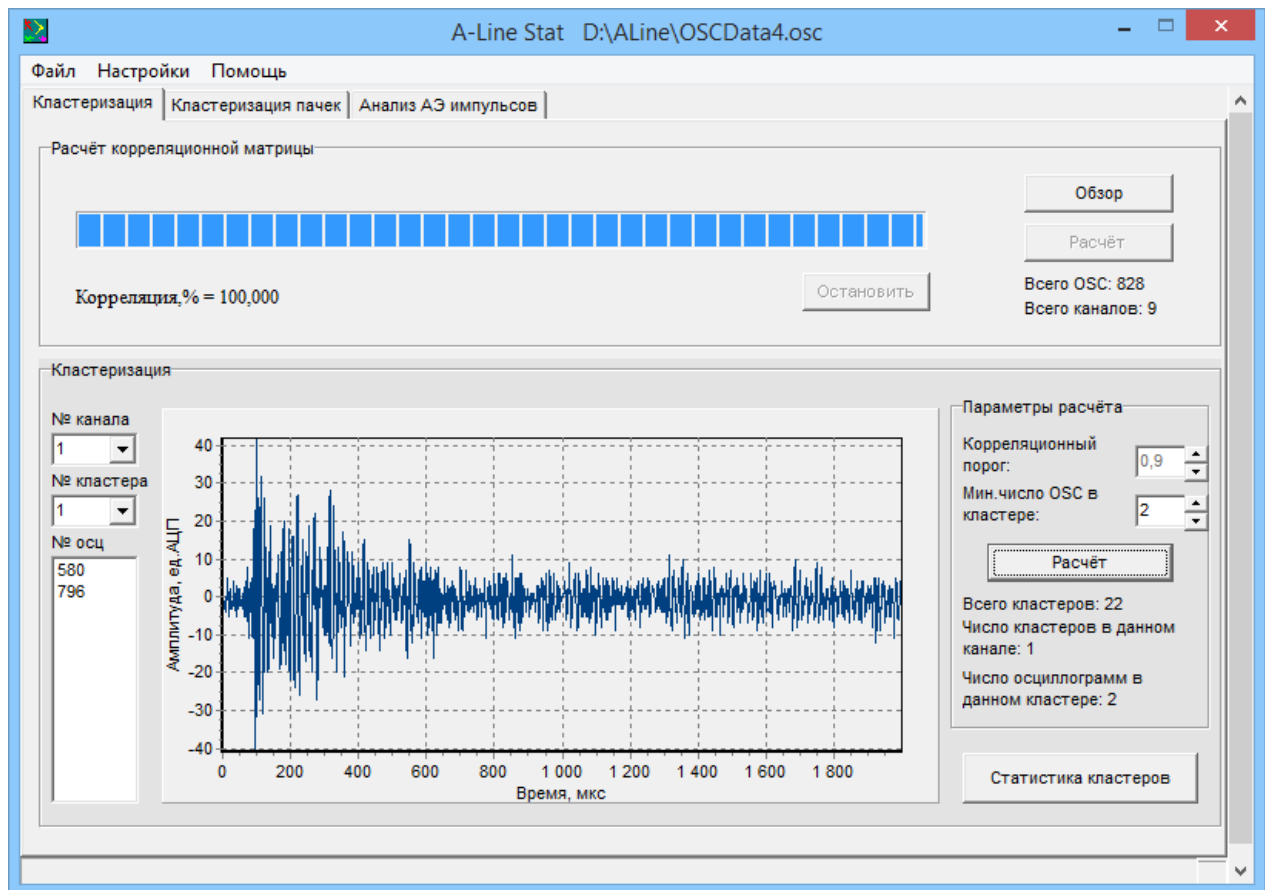 A-Line Stat D:\ALine\OSCData4.osc
Файл Настройки Помощь
Кластеризация Кластеризация пачек Анализ АЭ импульсов
Расчёт корреляционной матрицы
Обзор
Расчёт
Корреляция,% = 100,000
Остановить
Всего OSC: 828
Всего каналов: 9
Кластеризация
№ канала
1
№ кластера
1
№ осц
580
796
Амплитуда, ед.АЦП
40
30
20
10
0
-10
-20
-30
-40
0 200 400 600 800 1 000 1 200 1 400 1 600 1 800
Время, мкс
Параметры расчёта
Корреляционный
порог:
0,9
Мин.число OSC в
кластере:
2
Расчёт
Всего кластеров: 22
Число кластеров в данном
канале: 1
Число осциллограмм в
данном кластере: 2
Статистика кластеров